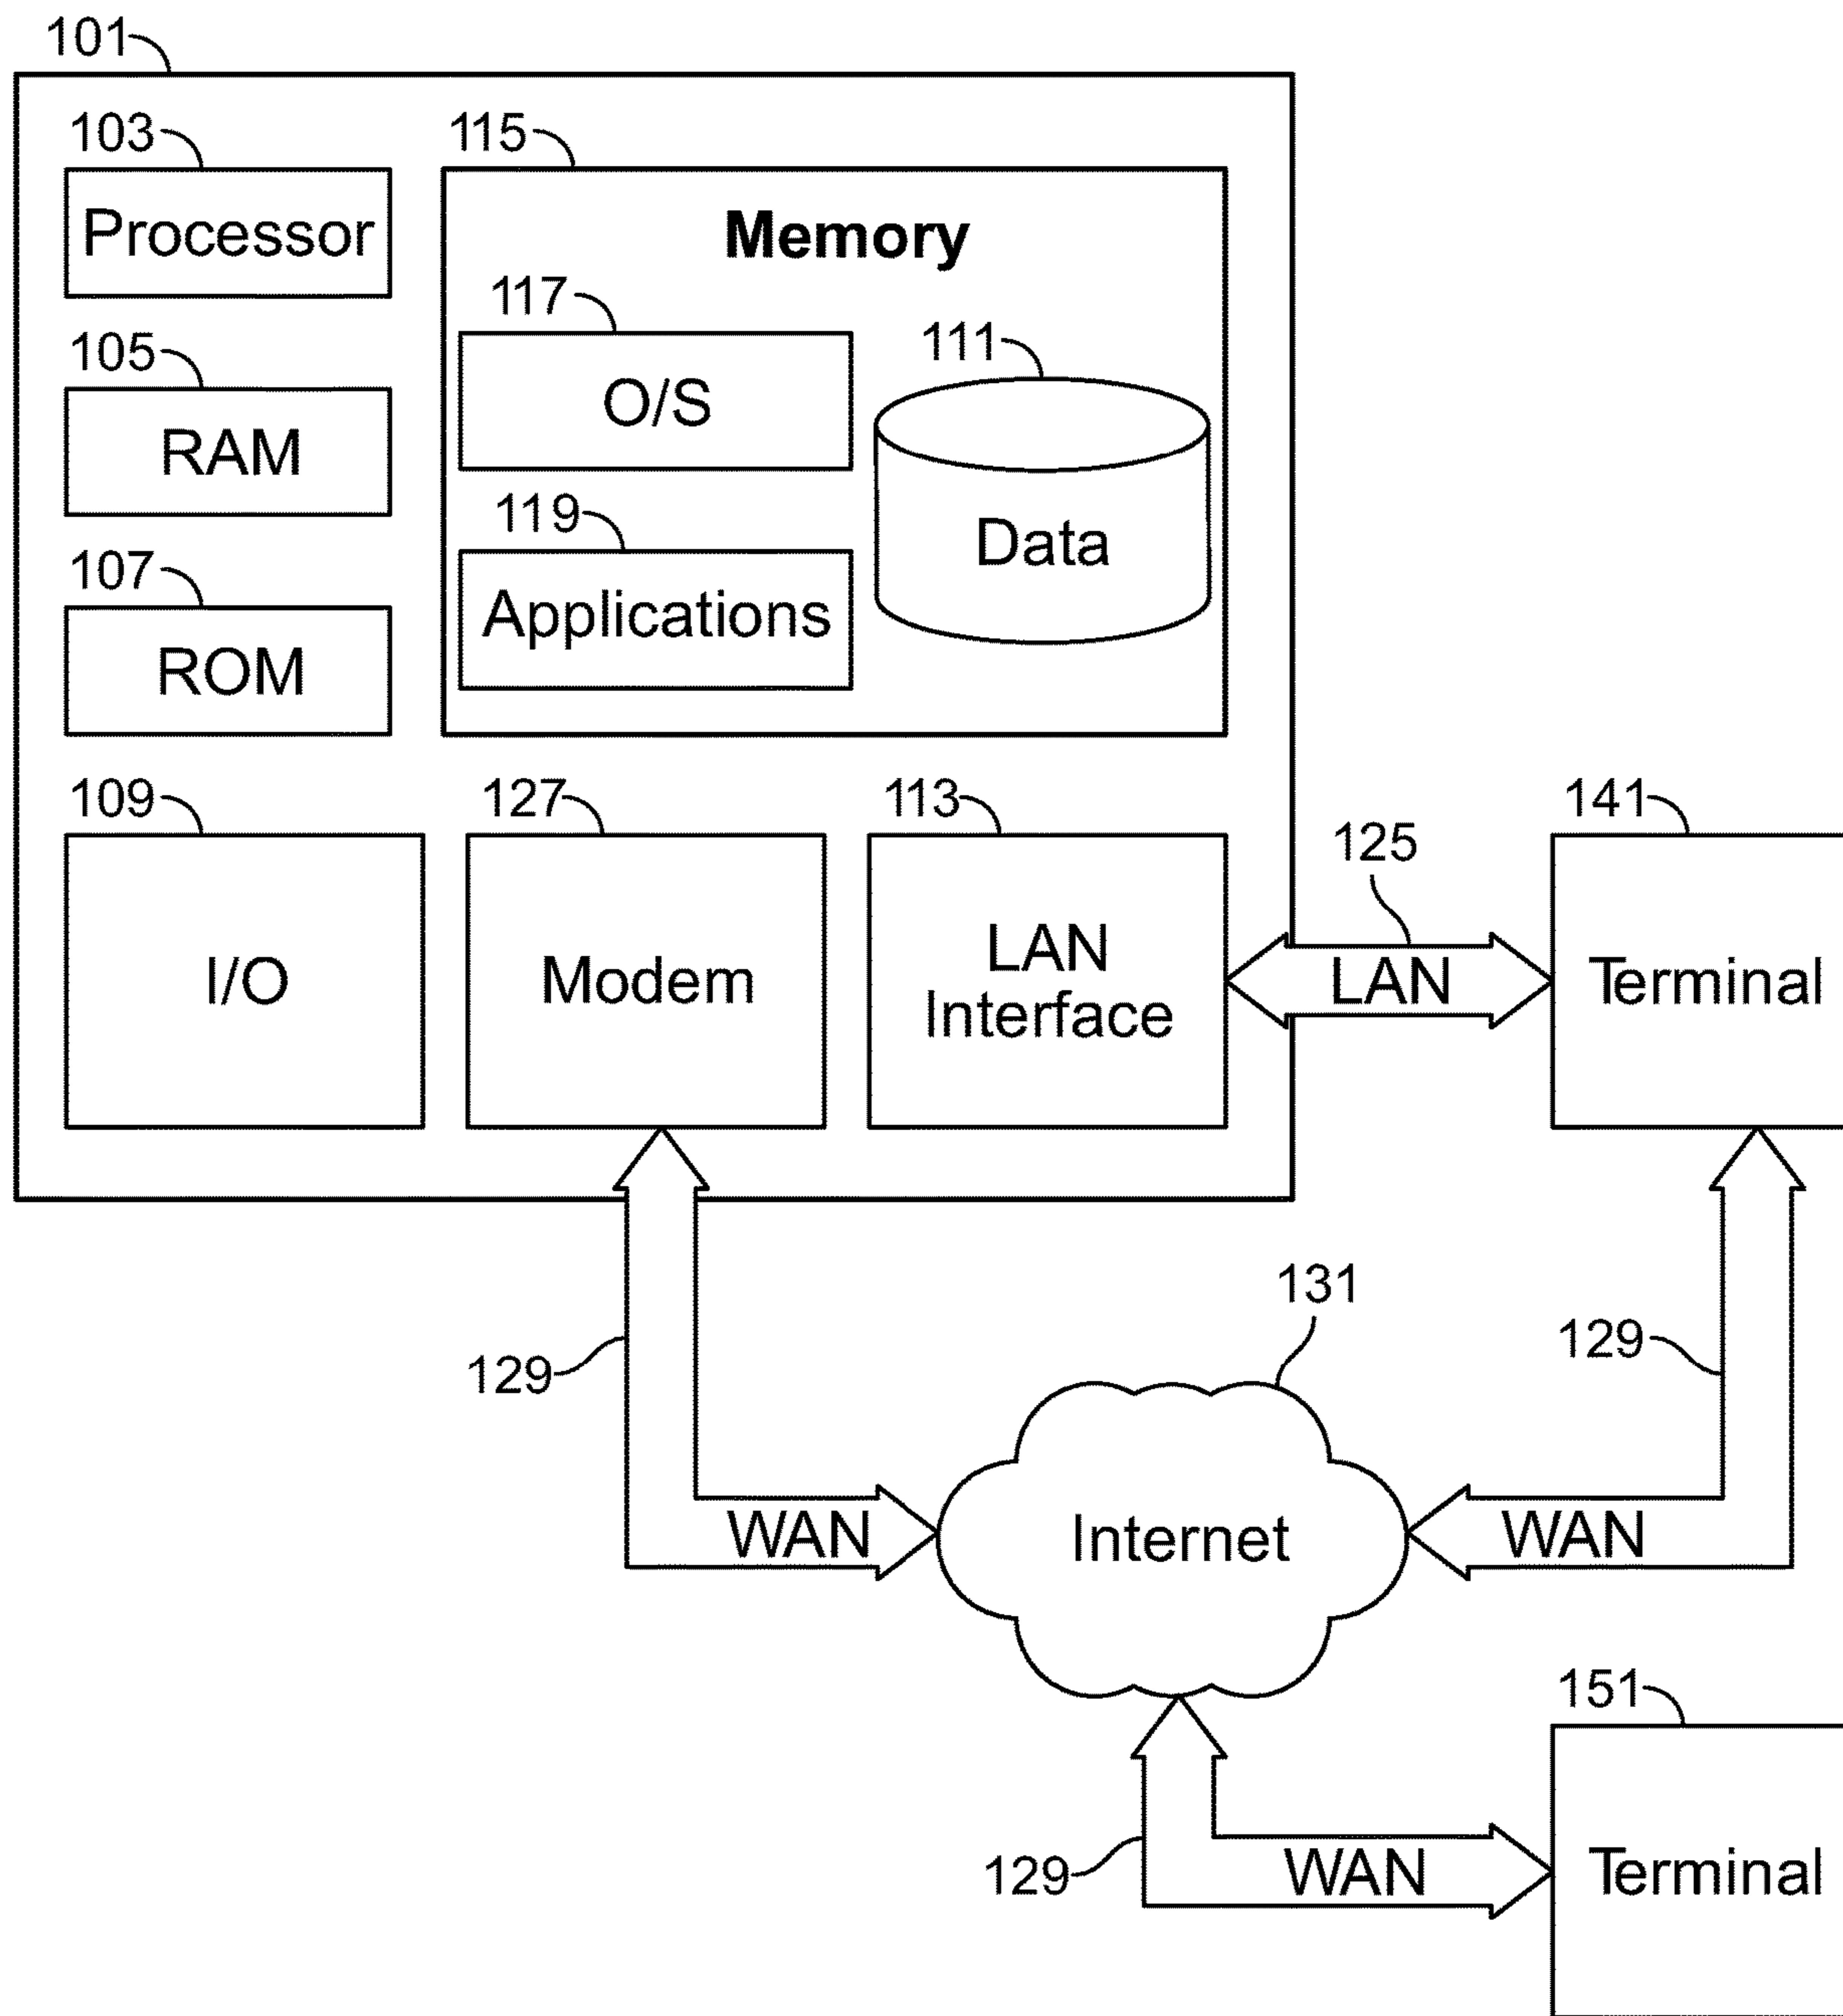 101
103
Processor
105
RAM
107
ROM
115
Memory
117
O/S
119
Applications
111
Data
109
I/O
127
Modem
113
LAN
Interface
125
LAN
141
Terminal
129
WAN
131
Internet
129
WAN
129
WAN
151
Terminal